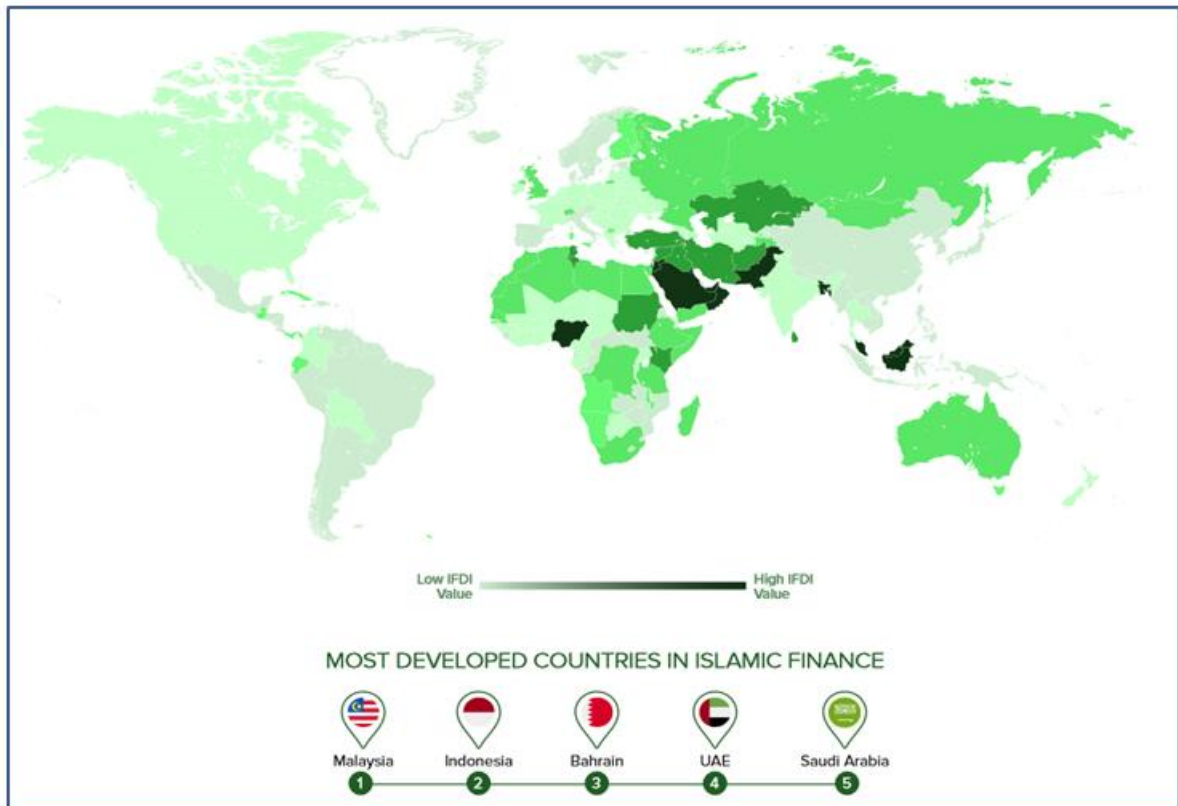 Low IFDI
Value
High IFDI
Value
MOST DEVELOPED COUNTRIES IN ISLAMIC FINANCE
Malaysia
Indonesia
Bahrain
UAE
Saudi Arabia
1
2
3
4
5